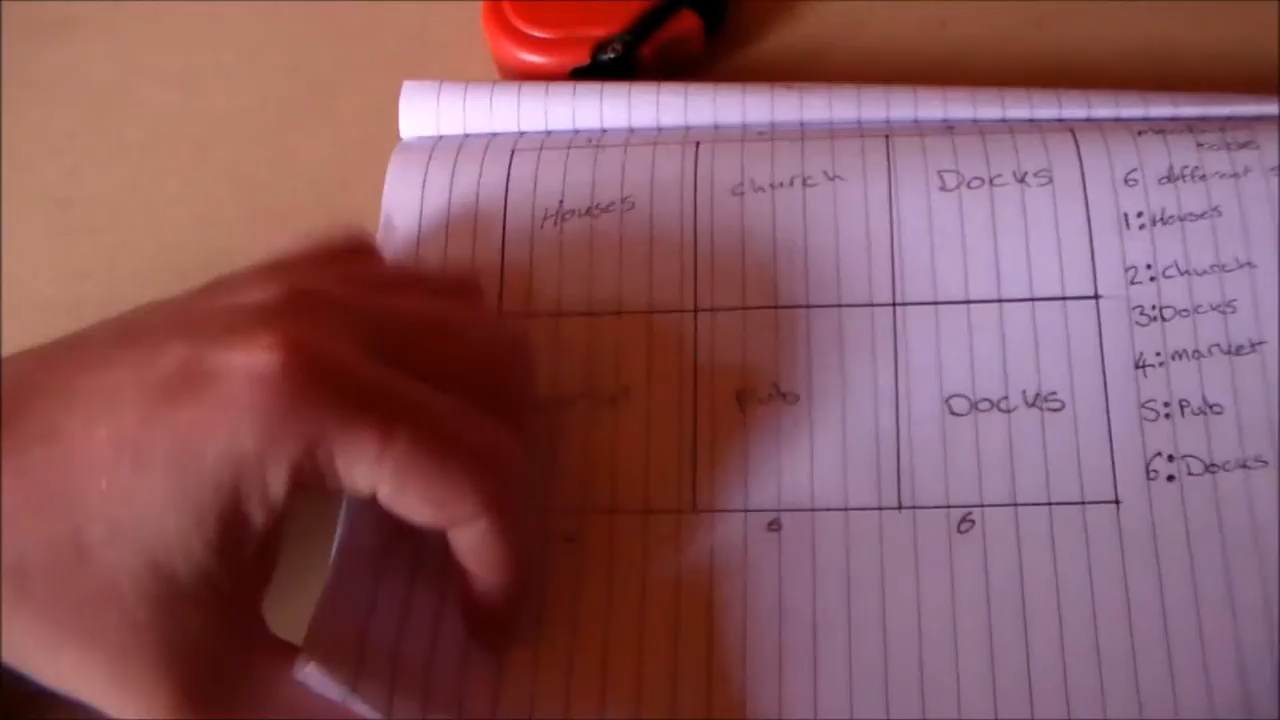 table
6 different
Houses
church
Docks
1:Houses
2:church
3:Docks
4:market
Pub
Docks
5:Pub
6:Docks
6